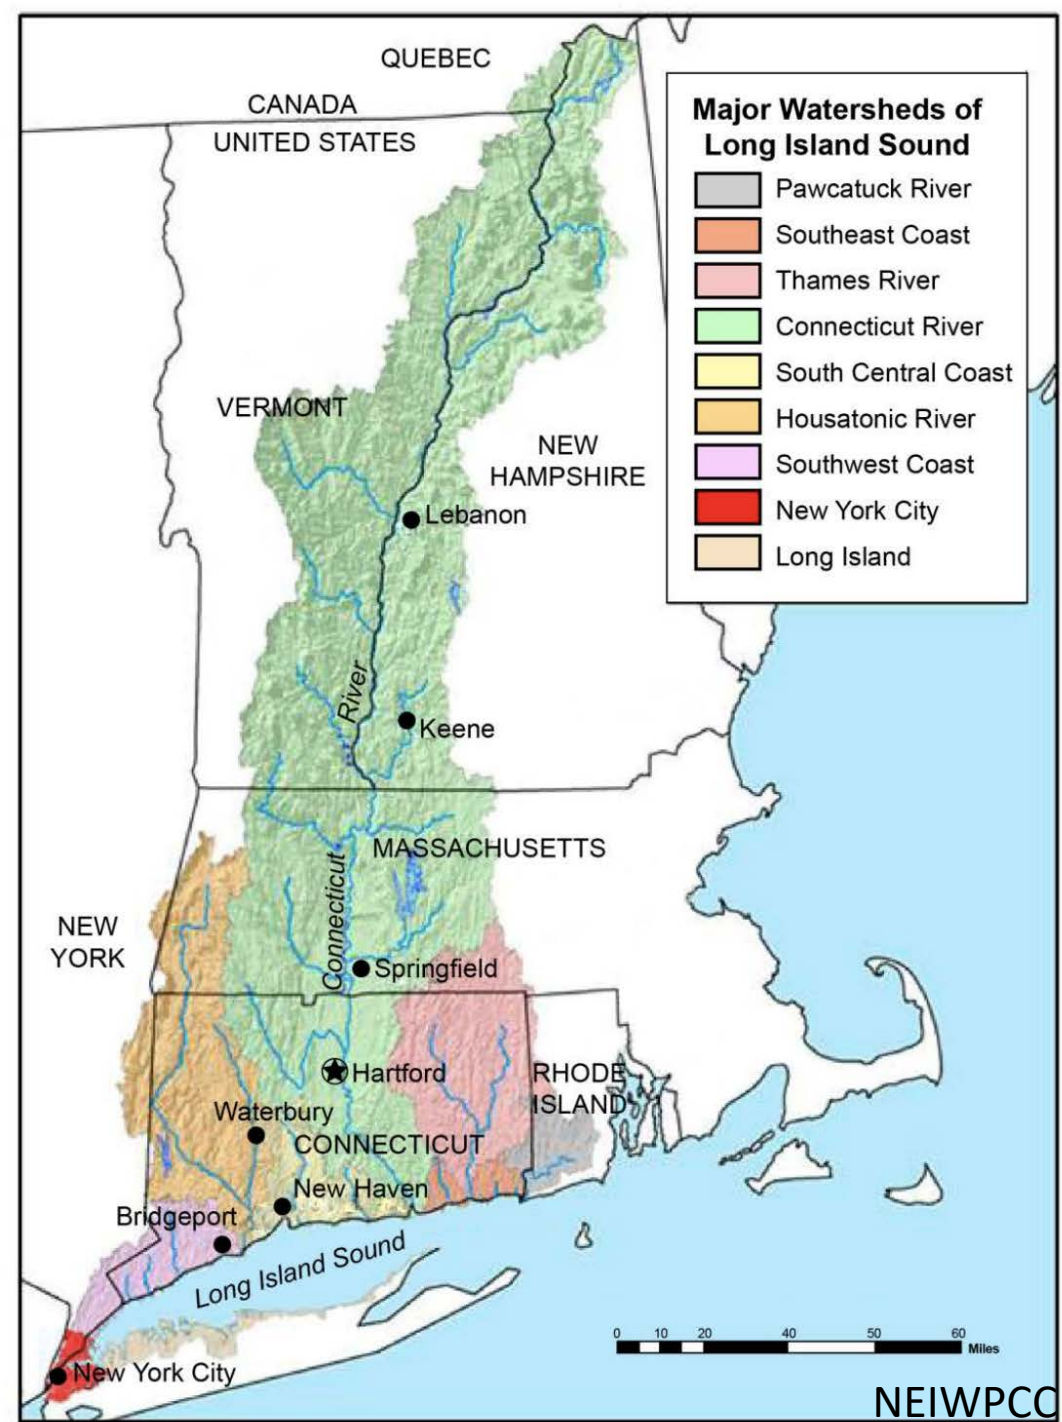 QUEBEC
CANADA
UNITED STATES
Major Watersheds of
Long Island Sound
Pawcatuck River
Southeast Coast
Thames River
Connecticut River
South Central Coast
Housatonic River
Southwest Coast
New York City
Long Island
VERMONT
NEW
HAMPSHIRE
Lebanon
River
Keene
MASSACHUSETTS
Connecticut
NEW
YORK
Springfield
Hartford
RHODE
ISLAND
Waterbury
CONNECTICUT
New Haven
Bridgeport
Long Island Sound
0 10 20 40 50 60
Miles
New York City
NEIWPCC